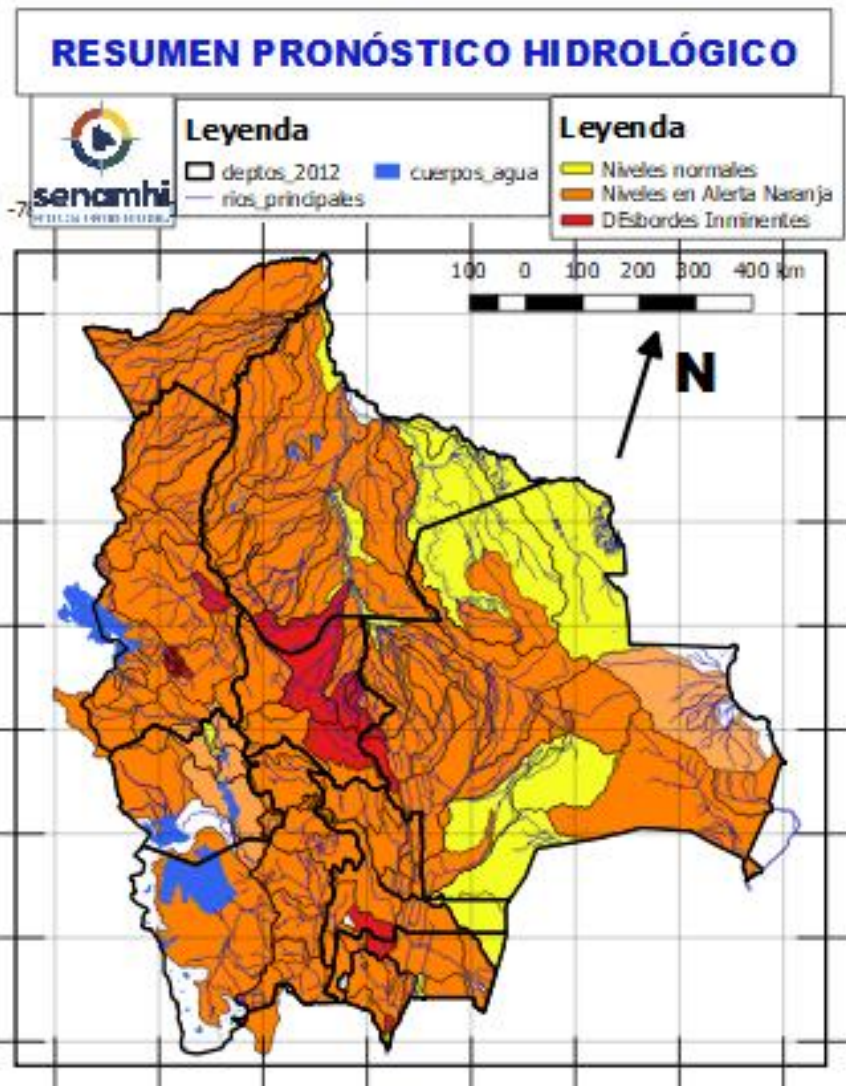 RESUMEN PRONÓSTICO HIDROLÓGICO
senamhi
Leyenda
deptos_2012
cuerpos_agua
rios_principales
Leyenda
Niveles normales
Niveles en Alerta Naranja
DEsbordes Inminentes
100 0 100 200 300 400 km
N